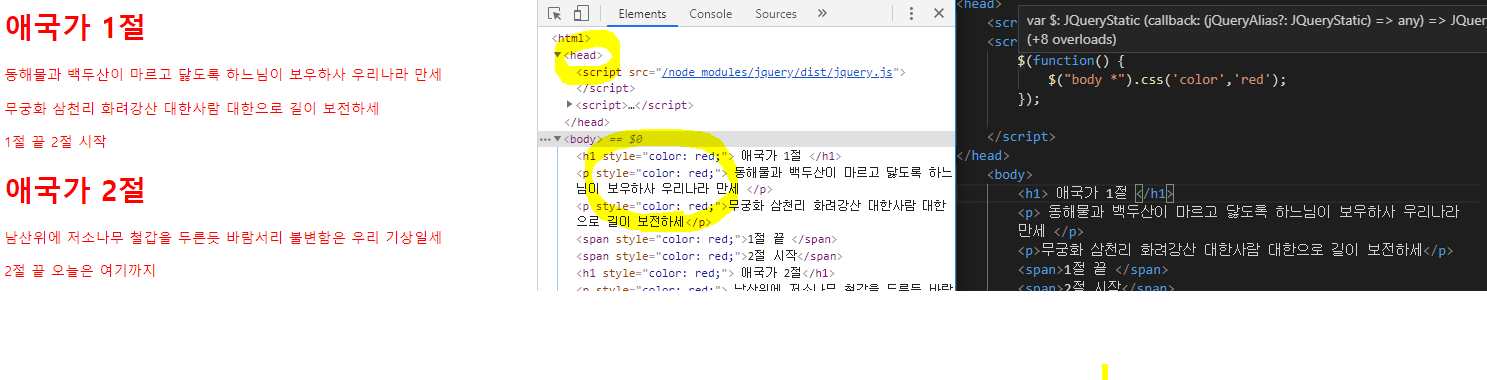 애국가 1절
동해물과 백두산이 마르고 닳도록 하느님이 보우하사 우리나라 만세
무궁화 삼천리 화려강산 대한사람 대한으로 길이 보전하세
1절 끝 2절 시작
애국가 2절
남산위에 저소나무 철갑을 두른듯 바람서리 불변함은 우리 기상일세
2절 끝 오늘은 여기까지
Elements Console Sources »
<html>
<head>
<script src="/node_modules/jquery/dist/jquery.js">
</script>
<script>…</script>
</head>
<body> == $0
<h1 style="color: red;"> 애국가 1절 </h1>
<p style="color: red;"> 동해물과 백두산이 마르고 닳도록 하느
님이 보우하사 우리나라 만세 </p>
<p style="color: red;">무궁화 삼천리 화려강산 대한사람 대한
으로 길이 보전하세</p>
<span style="color: red;">1절 끝 </span>
<span style="color: red;">2절 시작</span>
<h1 style="color: red;"> 애국가 2절</h1>
<p style="color: red;"> 남산위에 저소나무 철갑을 두른듯 바람
<head>
<scr
var $: JQueryStatic (callback: (jQueryAlias?: JQueryStatic) => any) => JQuer
<scr
(+8 overloads)
$(function() {
$("body *").css('color','red');
});
</script>
</head>
<body>
<h1> 애국가 1절 </h1>
<p> 동해물과 백두산이 마르고 닳도록 하느님이 보우하사 우리나라
만세 </p>
<p>무궁화 삼천리 화려강산 대한사람 대한으로 길이 보전하세</p>
<span>1절 끝 </span>
<span>2절 시작</span>